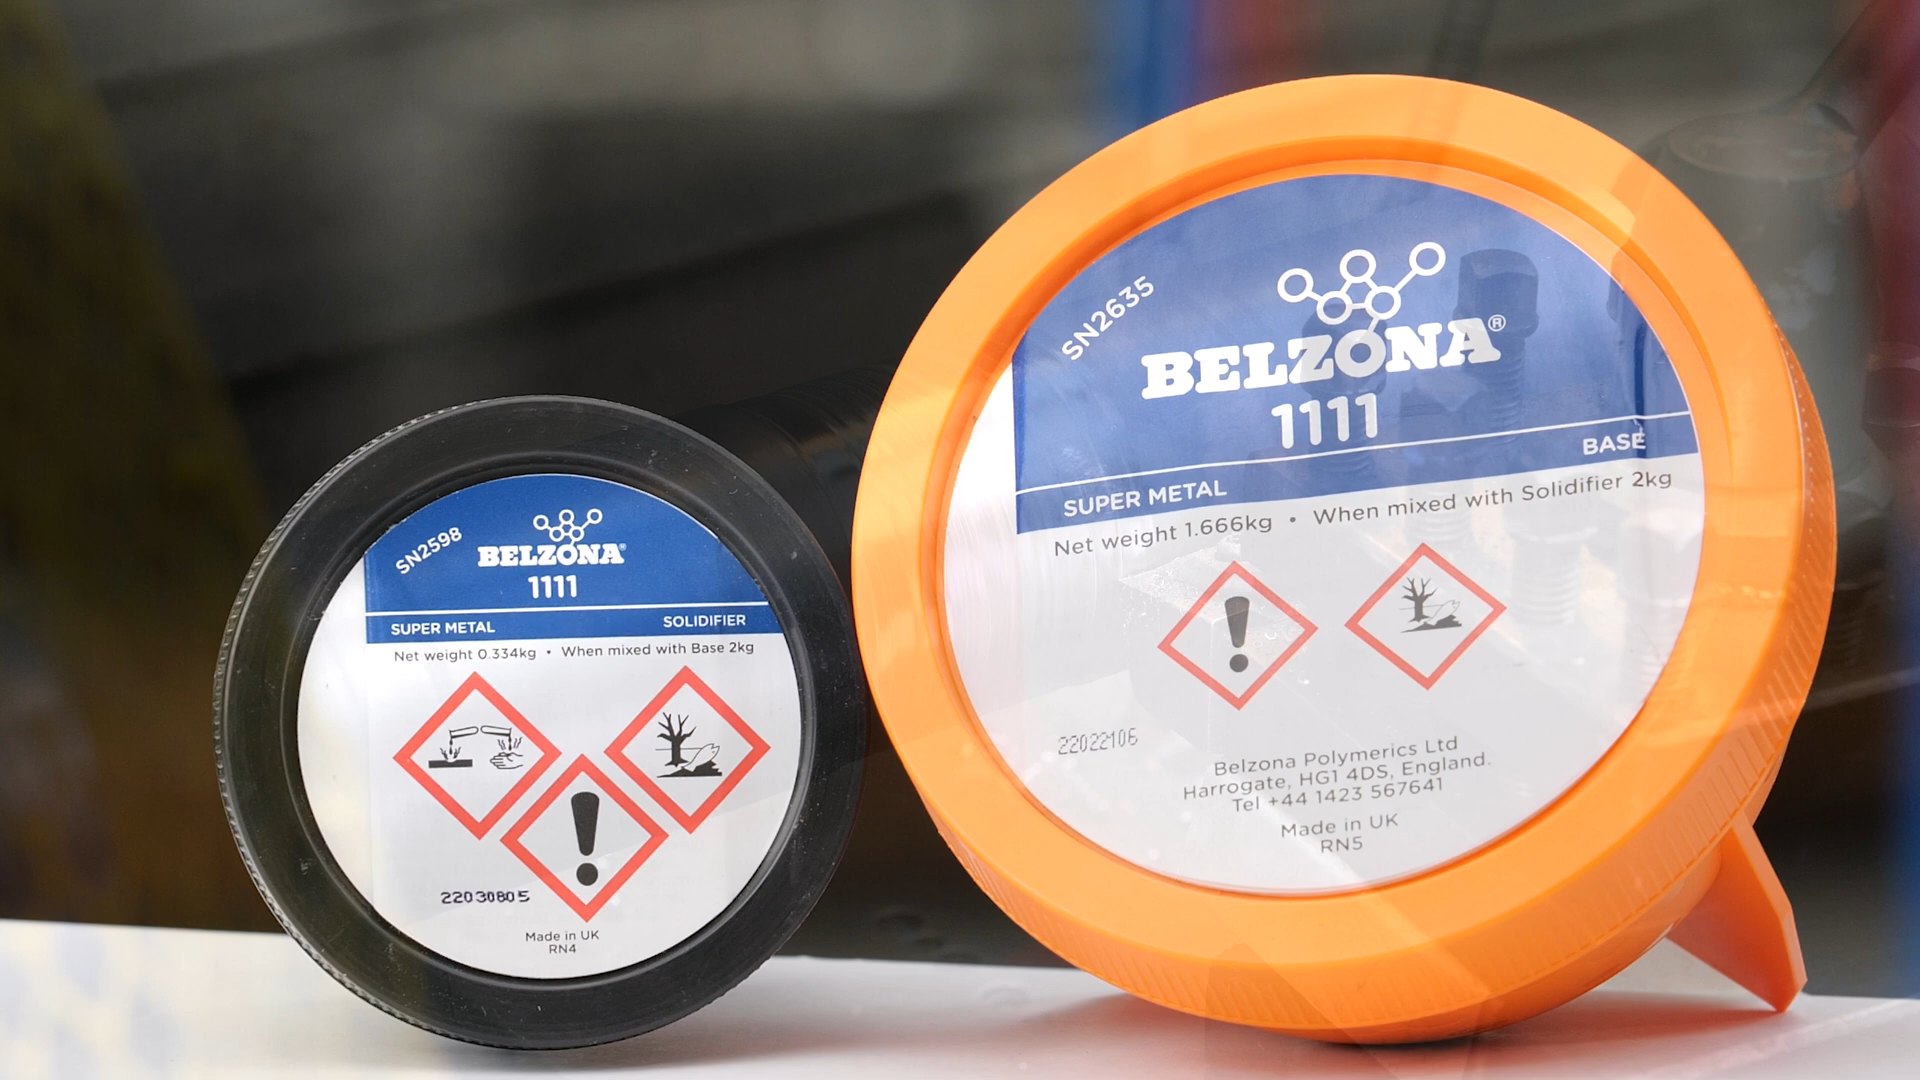 SN2598
BELZONA®
1111
SUPER METAL SOLIDIFIER
Net weight 0.334kg • When mixed with Base 2kg
22030805
Made in UK
RN4
SN2635
BELZONA®
1111
BASE
SUPER METAL
Net weight 1.666kg • When mixed with Solidifier 2kg
22022106
Belzona Polymerics Ltd
Harrogate, HG1 4DS, England.
Tel +44 1423 567641
Made in UK
RN5